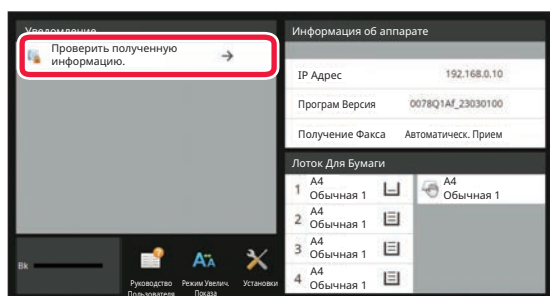 Уведомление
Проверить полученную
информацию.
Информация об аппарате
IP Адрес 192.168.0.10
Програм Версия 0078Q1Af_23030100
Получение Факса Автоматическ. Прием
Лоток Для Бумаги
1 A4
Обычная 1
A4
Обычная 1
2 A4
Обычная 1
3 A4
Обычная 1
4 A4
Обычная 1
Bk
Руководство
Пользователя
Режим Увелич.
Показа
Установки